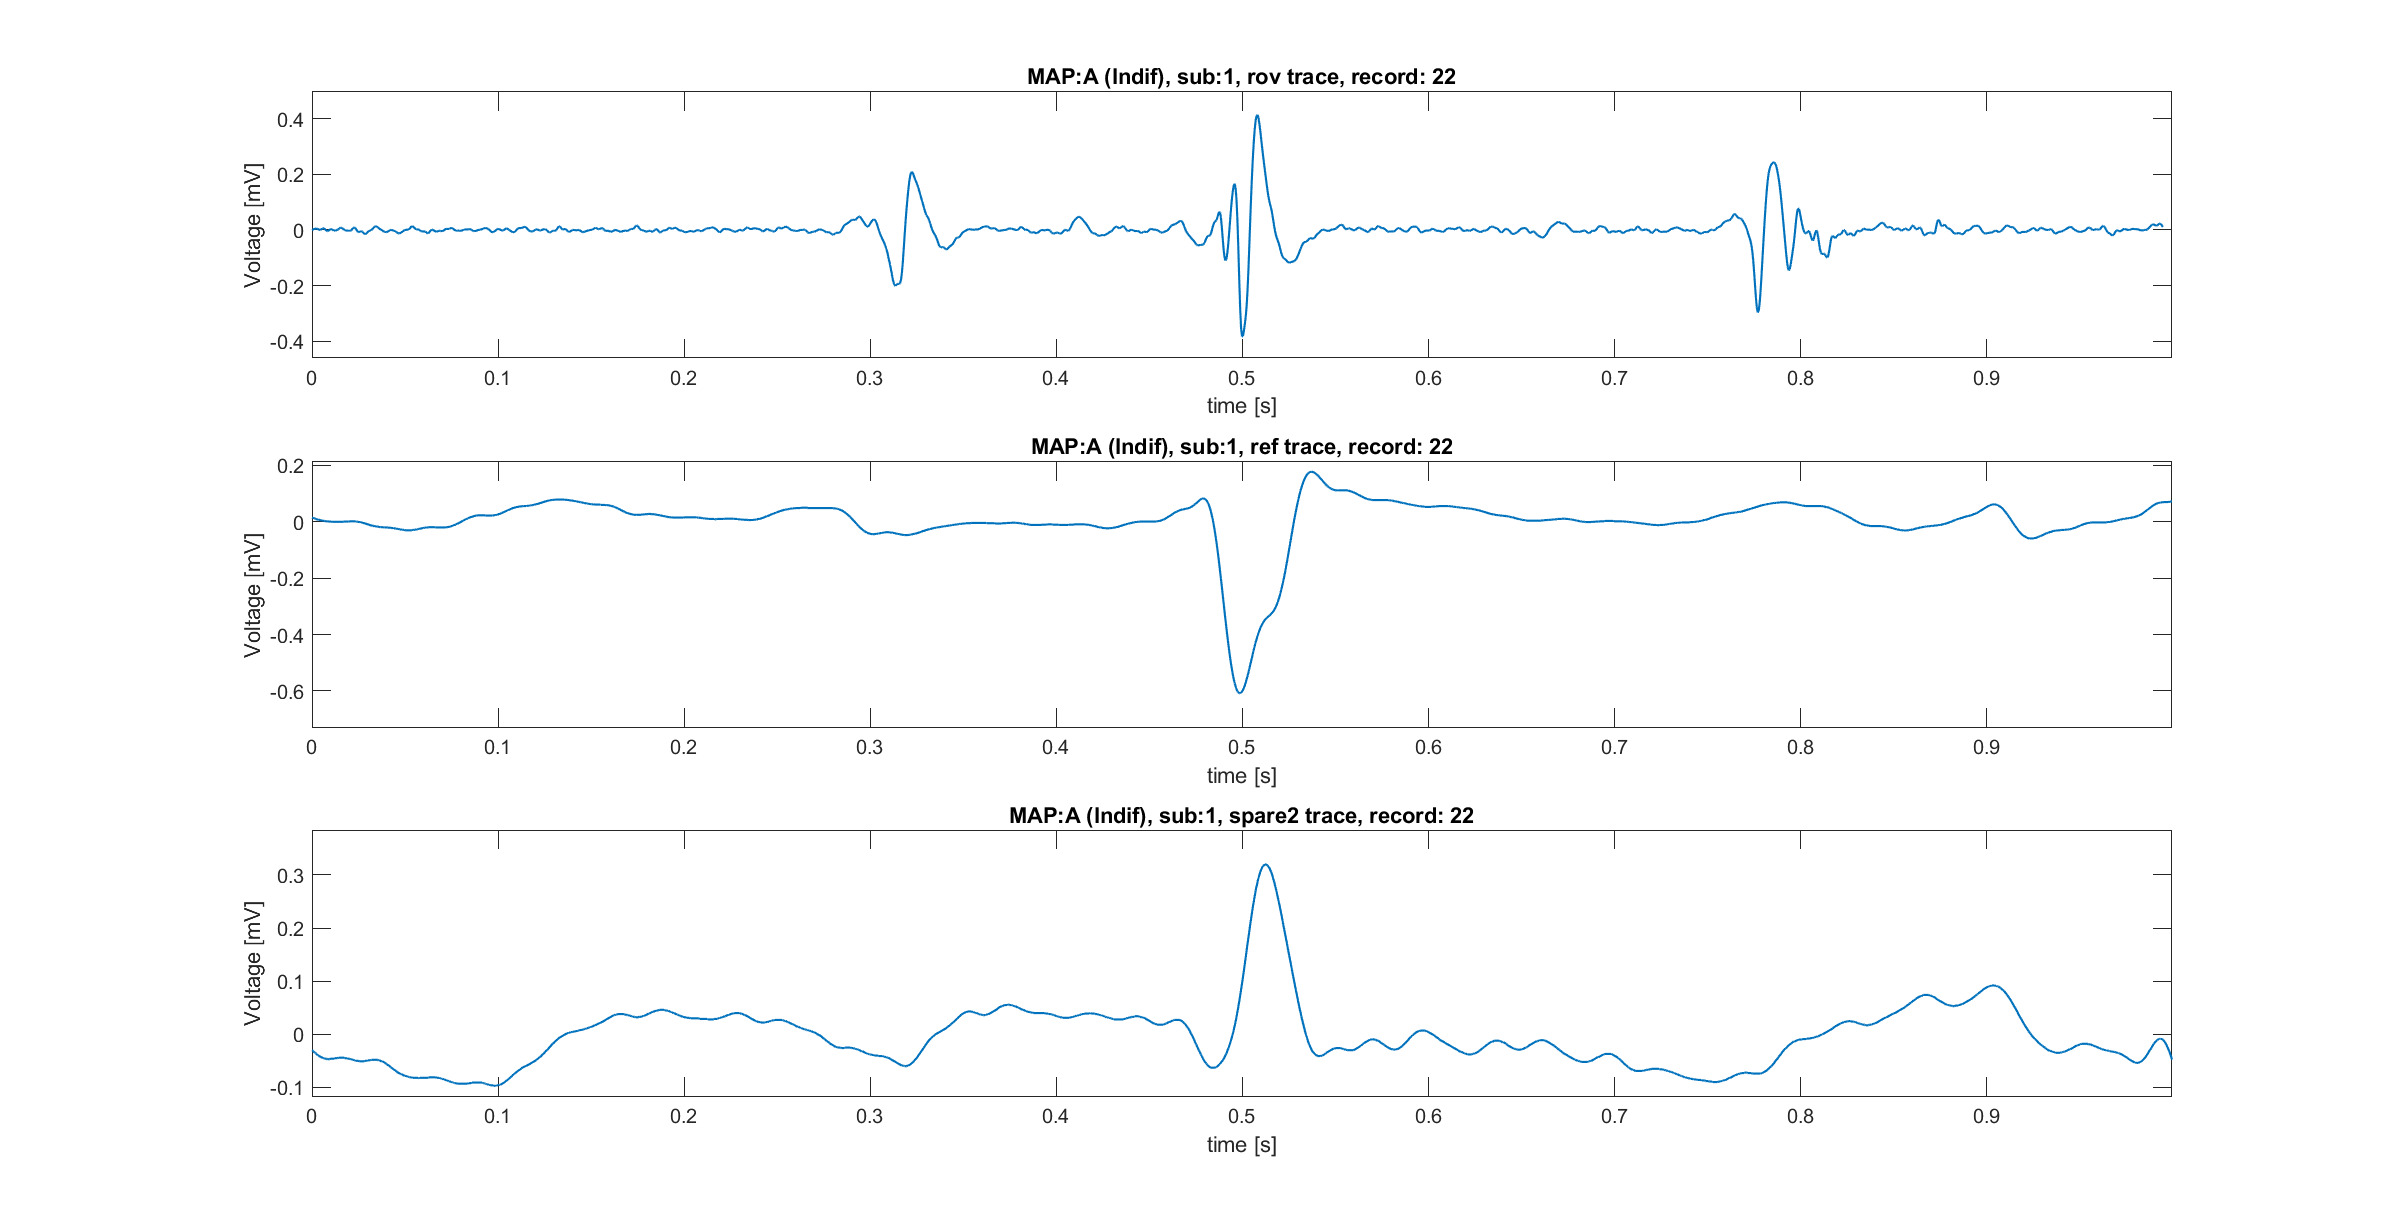 MAP:A (Indif), sub:1, rov trace, record: 22
Voltage [mV]
0.4
0.2
0
-0.2
-0.4
0 0.1 0.2 0.3 0.4 0.5 0.6 0.7 0.8 0.9
time [s]
MAP:A (Indif), sub:1, ref trace, record: 22
Voltage [mV]
0.2
0
-0.2
-0.4
-0.6
0 0.1 0.2 0.3 0.4 0.5 0.6 0.7 0.8 0.9
time [s]
MAP:A (Indif), sub:1, spare2 trace, record: 22
Voltage [mV]
0.3
0.2
0.1
0
-0.1
0 0.1 0.2 0.3 0.4 0.5 0.6 0.7 0.8 0.9
time [s]